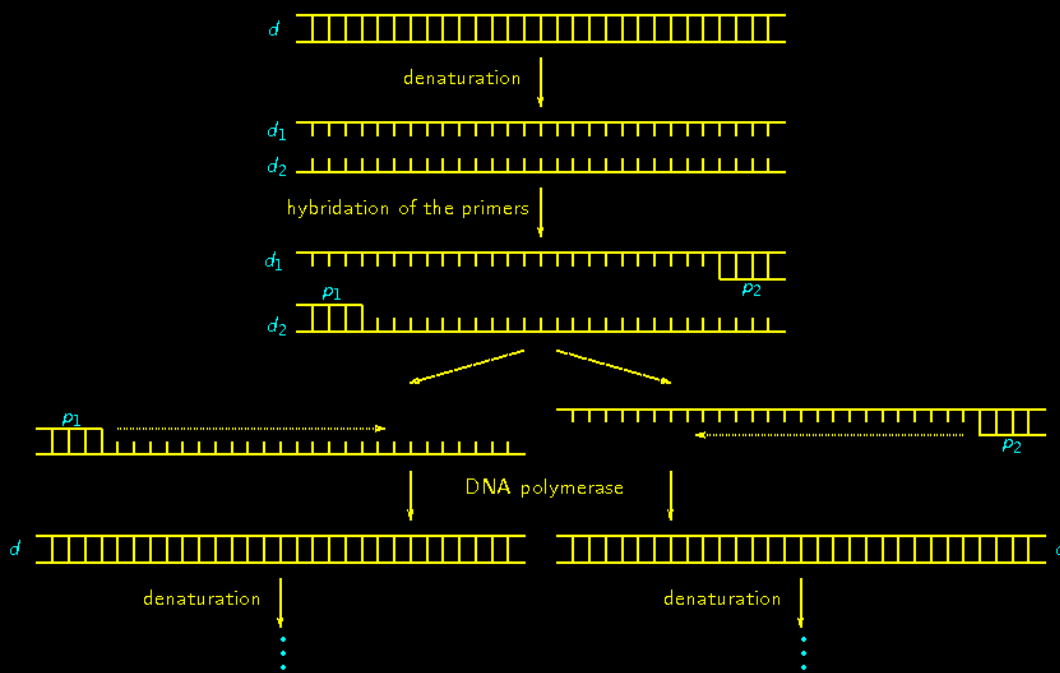 d
denaturation
d1
d2
hybridation of the primers
d1
p2
p1
d2
p1
p2
DNA polymerase
d
denaturation
denaturation